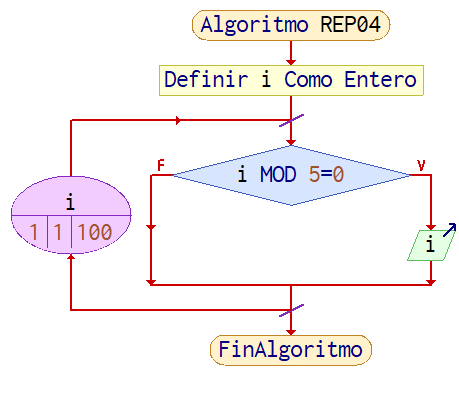 Algoritmo REP04
Definir i Como Entero
F
V
i MOD 5=0
i
1 1 100
i
FinAlgoritmo